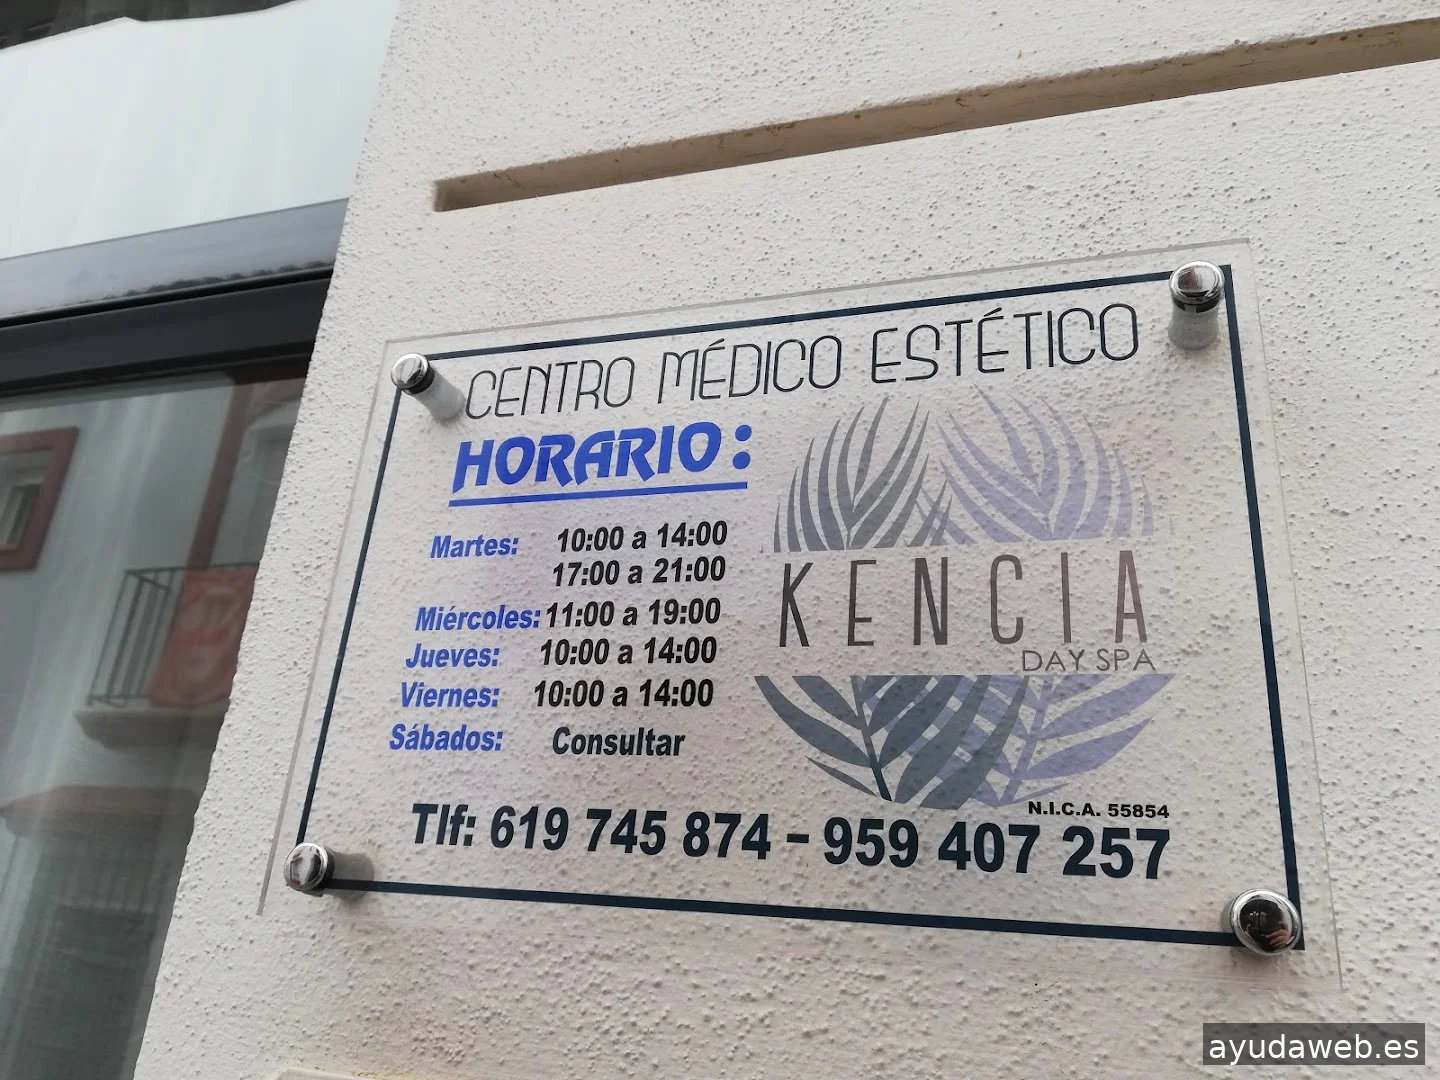 CENTRO MÉDICO ESTÉTICO
HORARIO:
Martes: 10:00 a 14:00
17:00 a 21:00
Miércoles: 11:00 a 19:00
Jueves: 10:00 a 14:00
Viernes: 10:00 a 14:00
Sábados: Consultar
KENCIA
DAY SPA
N.I.C.A. 55854
Tlf: 619 745 874 - 959 407 257
ayudaweb.es